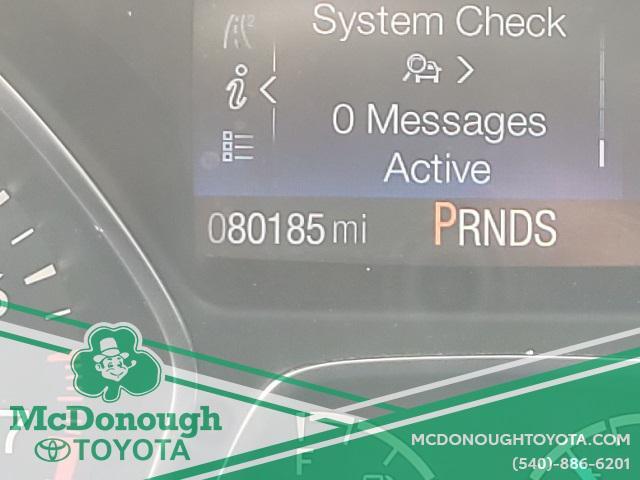 System Check
0 Messages
Active
080185 mi PRNDS
McDonough
TOYOTA
F
MCDONOUGHTOYOTA.COM
(540)-886-6201